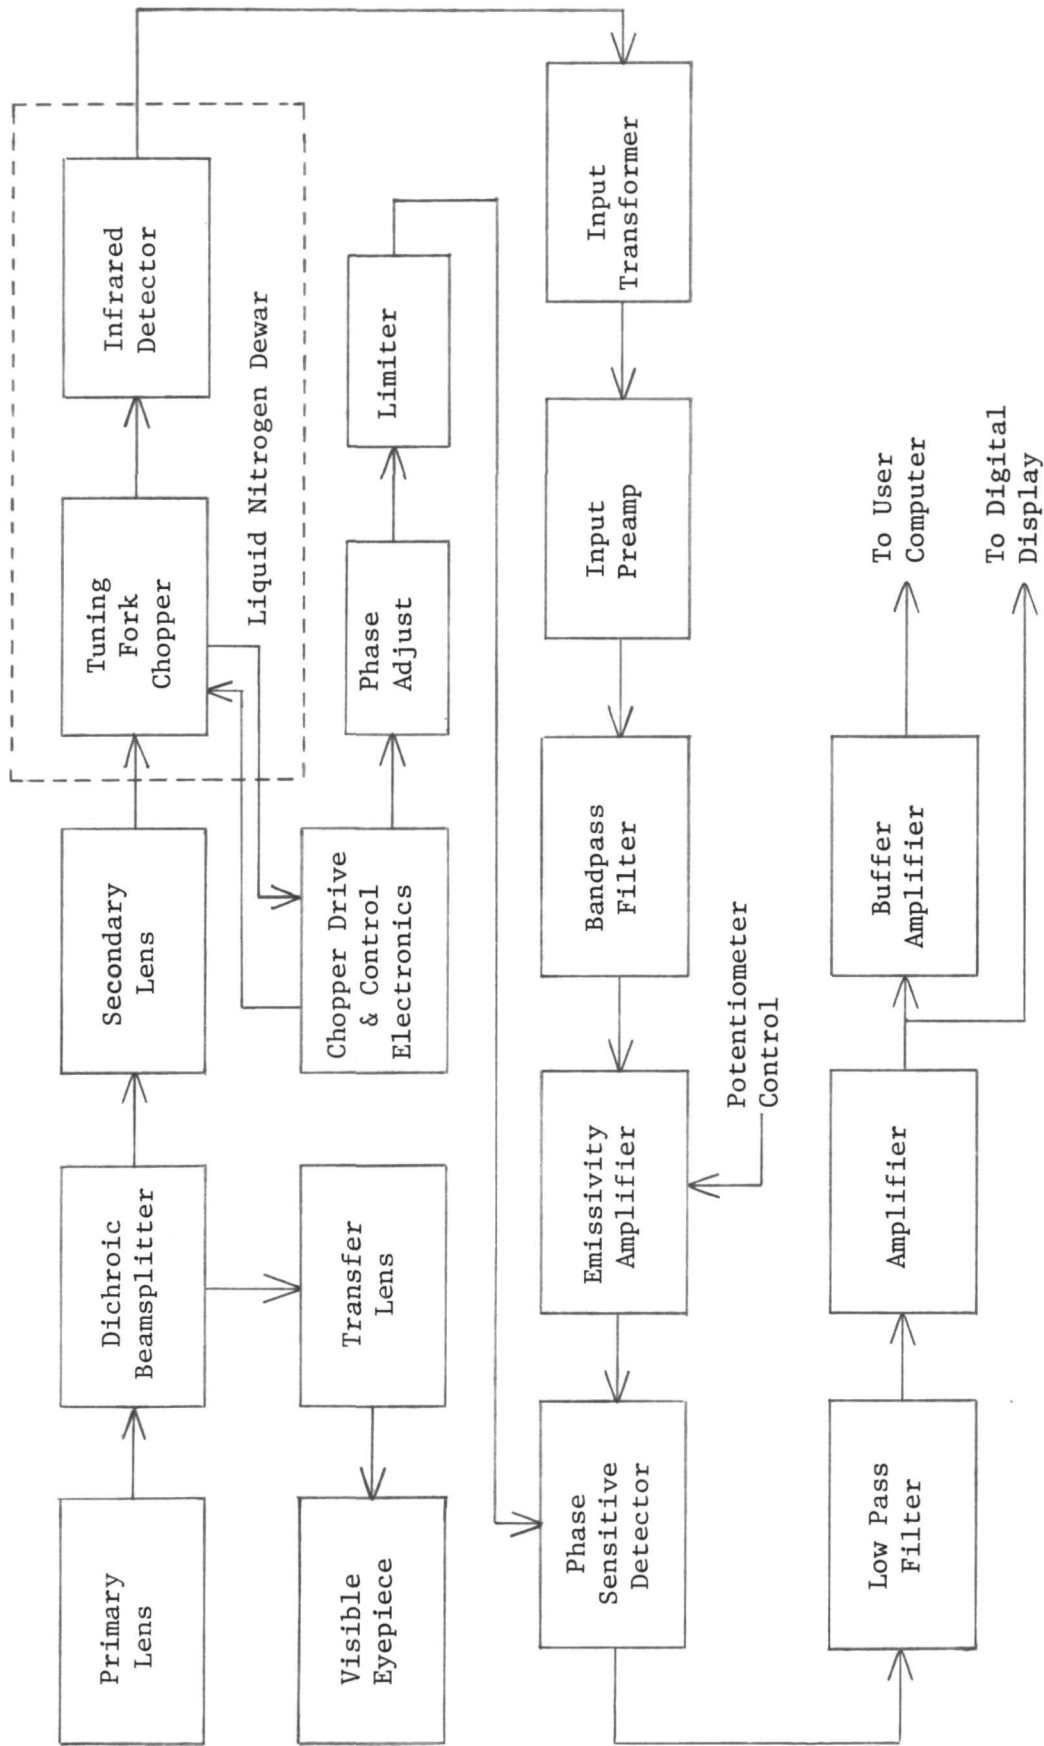 Primary
Lens
Dichroic
Beamsplitter
Secondary
Lens
Tuning
Fork
Chopper
Infrared
Detector
Liquid Nitrogen Dewar
Visible
Eyepiece
Transfer
Lens
Chopper Drive
& Control
Electronics
Phase
Adjust
Limiter
Phase
Sensitive
Detector
Emissivity
Amplifier
Bandpass
Filter
Input
Preamp
Input
Transformer
Potentiometer
Control
Low Pass
Filter
Amplifier
Buffer
Amplifier
To User
Computer
To Digital
Display